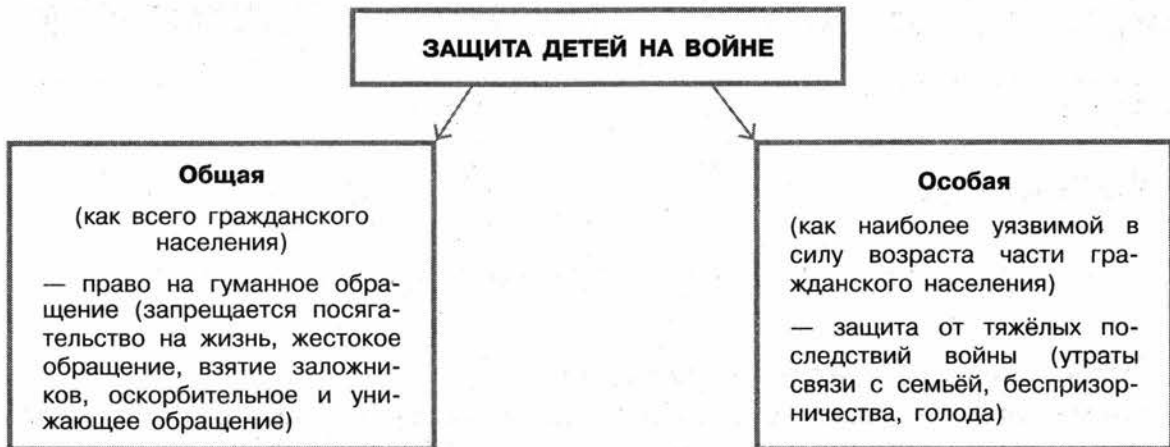 ЗАЩИТА ДЕТЕЙ НА ВОЙНЕ
Общая
(как всего гражданского
населения)
— право на гуманное обра-
щение (запрещается посяга-
тельство на жизнь, жестокое
обращение, взятие заложни-
ков, оскорбительное и уни-
жающее обращение)
Особая
(как наиболее уязвимой в
силу возраста части гра-
жданского населения)
— защита от тяжёлых по-
следствий войны (утраты
связи с семьёй, беспризор-
ничества, голода)